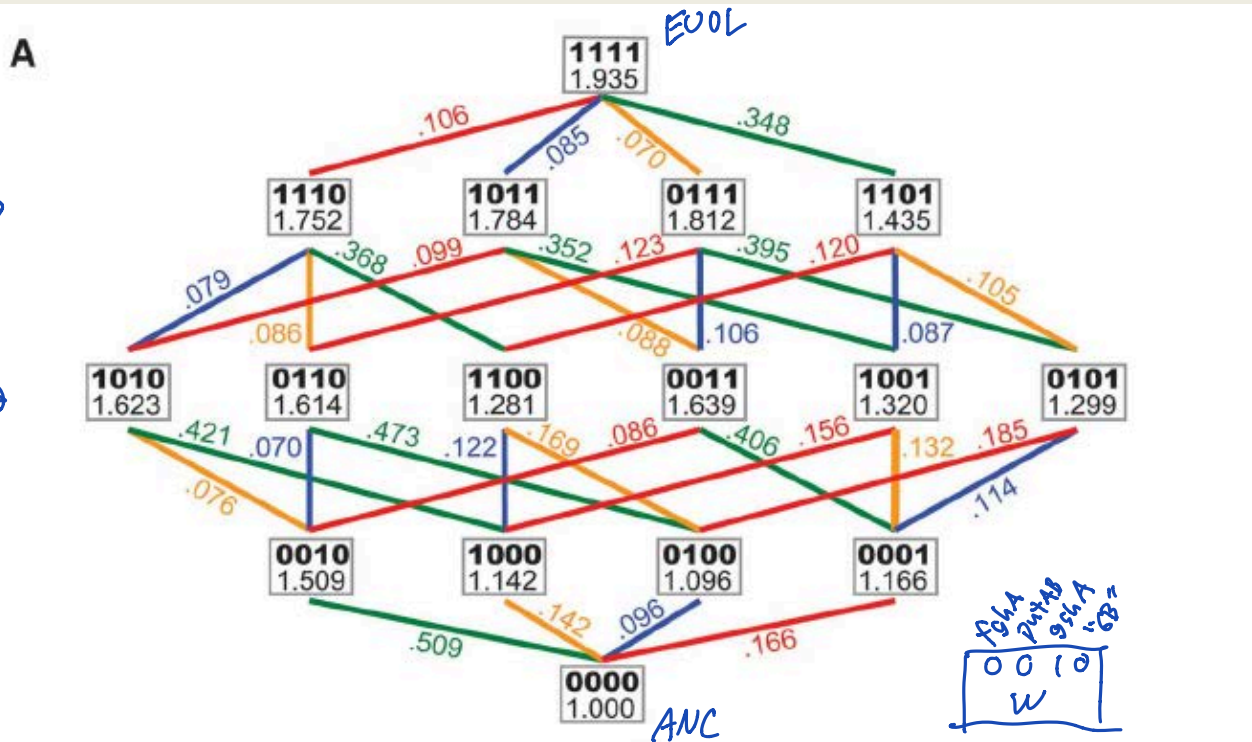 A
EVOL
1111
1.935
.106 .085 .070 .348
1110 1011 0111 1101
1.752 1.784 1.812 1.435
.079 .368 .099 .352 .123 .395 .120 .105
.086 .088 .106 .087
1010 0110 1100 0011 1001 0101
1.623 1.614 1.281 1.639 1.320 1.299
.421 .070 .473 .122 .169 .086 .406 .156 .132 .185
.076 .114
0010 1000 0100 0001
1.509 1.142 1.096 1.166
.509 .142 .096 .166
0000
1.000
ANC
fghA pntAB gshA "GB"
0 0 1 0
W